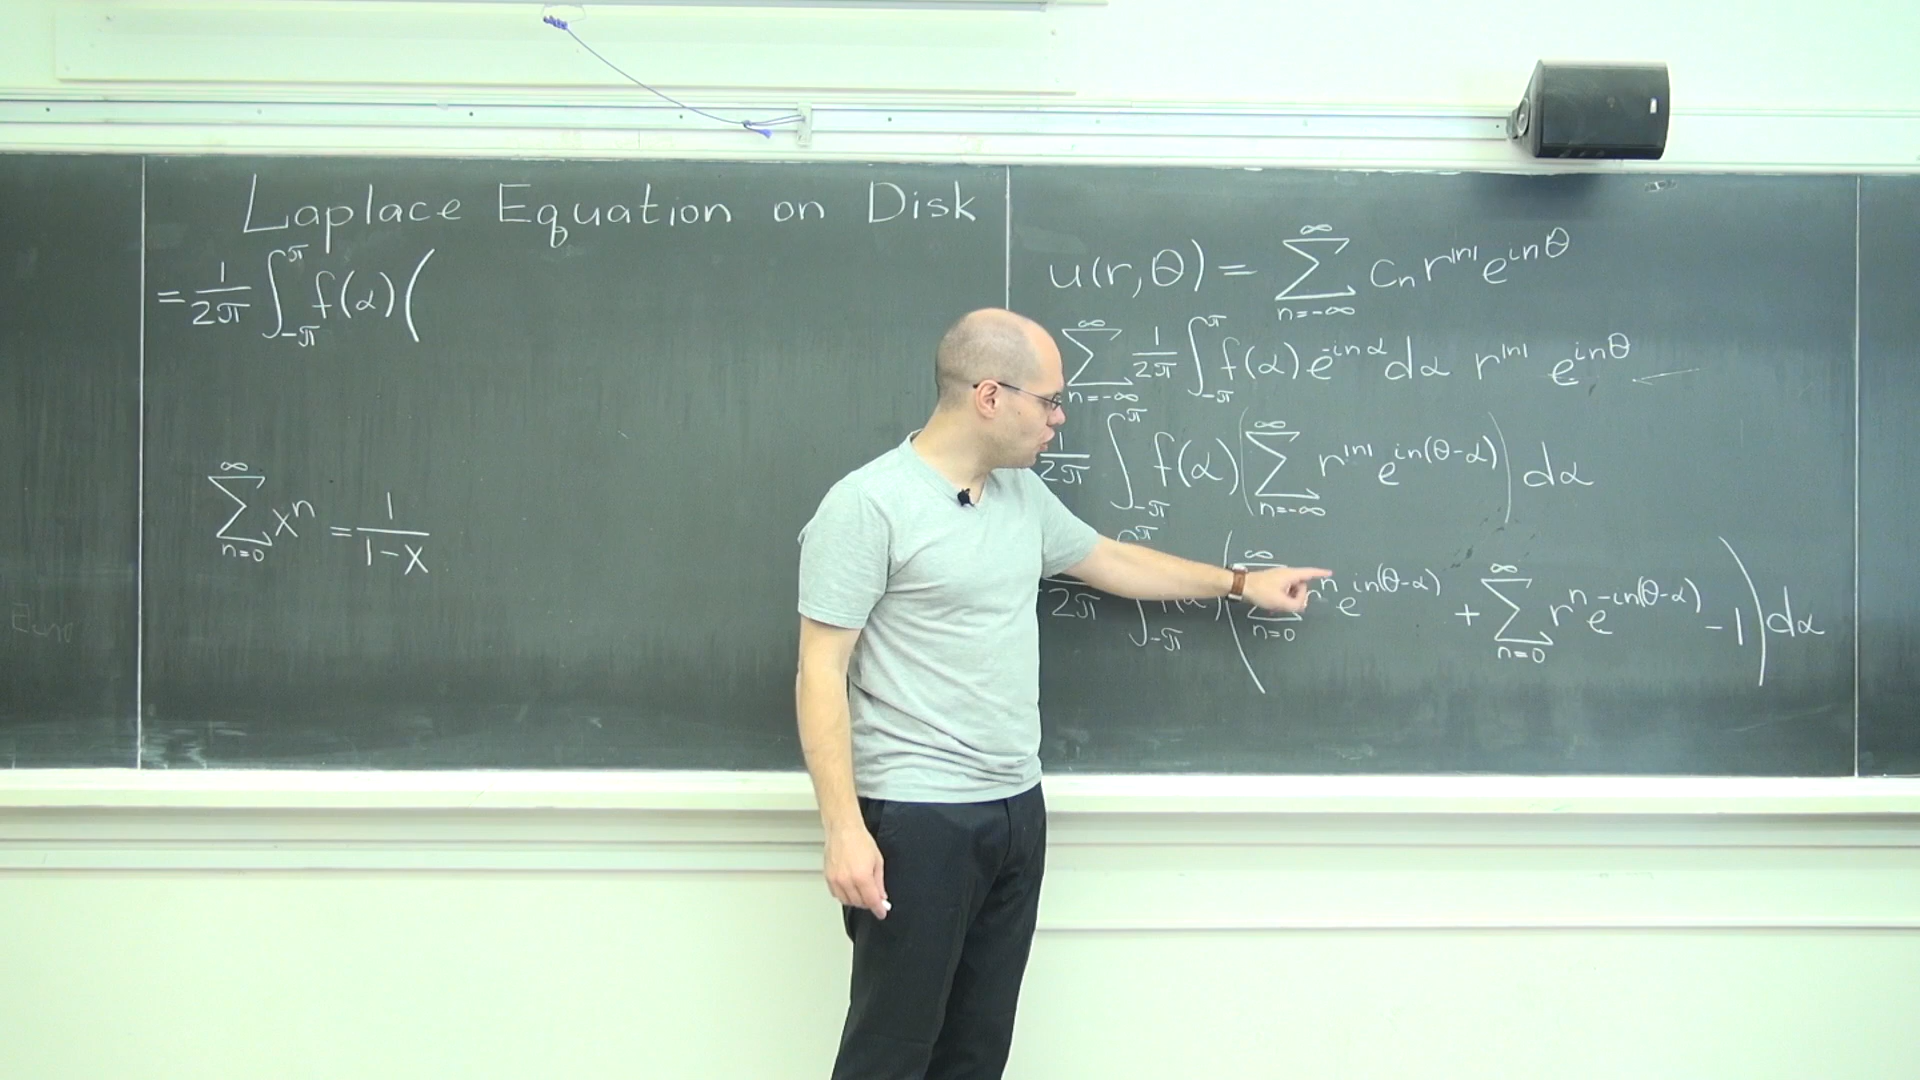 Laplace Equation on Disk
= 1/2π ∫_{-π}^{π} f(α) (
∑_{n=0}^{∞} x^n = 1/(1-x)
u(r, θ) = ∑_{n=-∞}^{∞} c_n r^{|n|} e^{inθ}
∑_{n=-∞}^{∞} 1/2π ∫_{-π}^{π} f(α) e^{-inα} dα r^{|n|} e^{inθ} ←
1/2π ∫_{-π}^{π} f(α) ( ∑_{n=-∞}^{∞} r^{|n|} e^{in(θ-α)} ) dα
2π ∫_{-π}^{π} f(α) ( ∑_{n=0}^{∞} r^n e^{in(θ-α)} + ∑_{n=0}^{∞} r^n e^{-in(θ-α)} - 1 ) dα